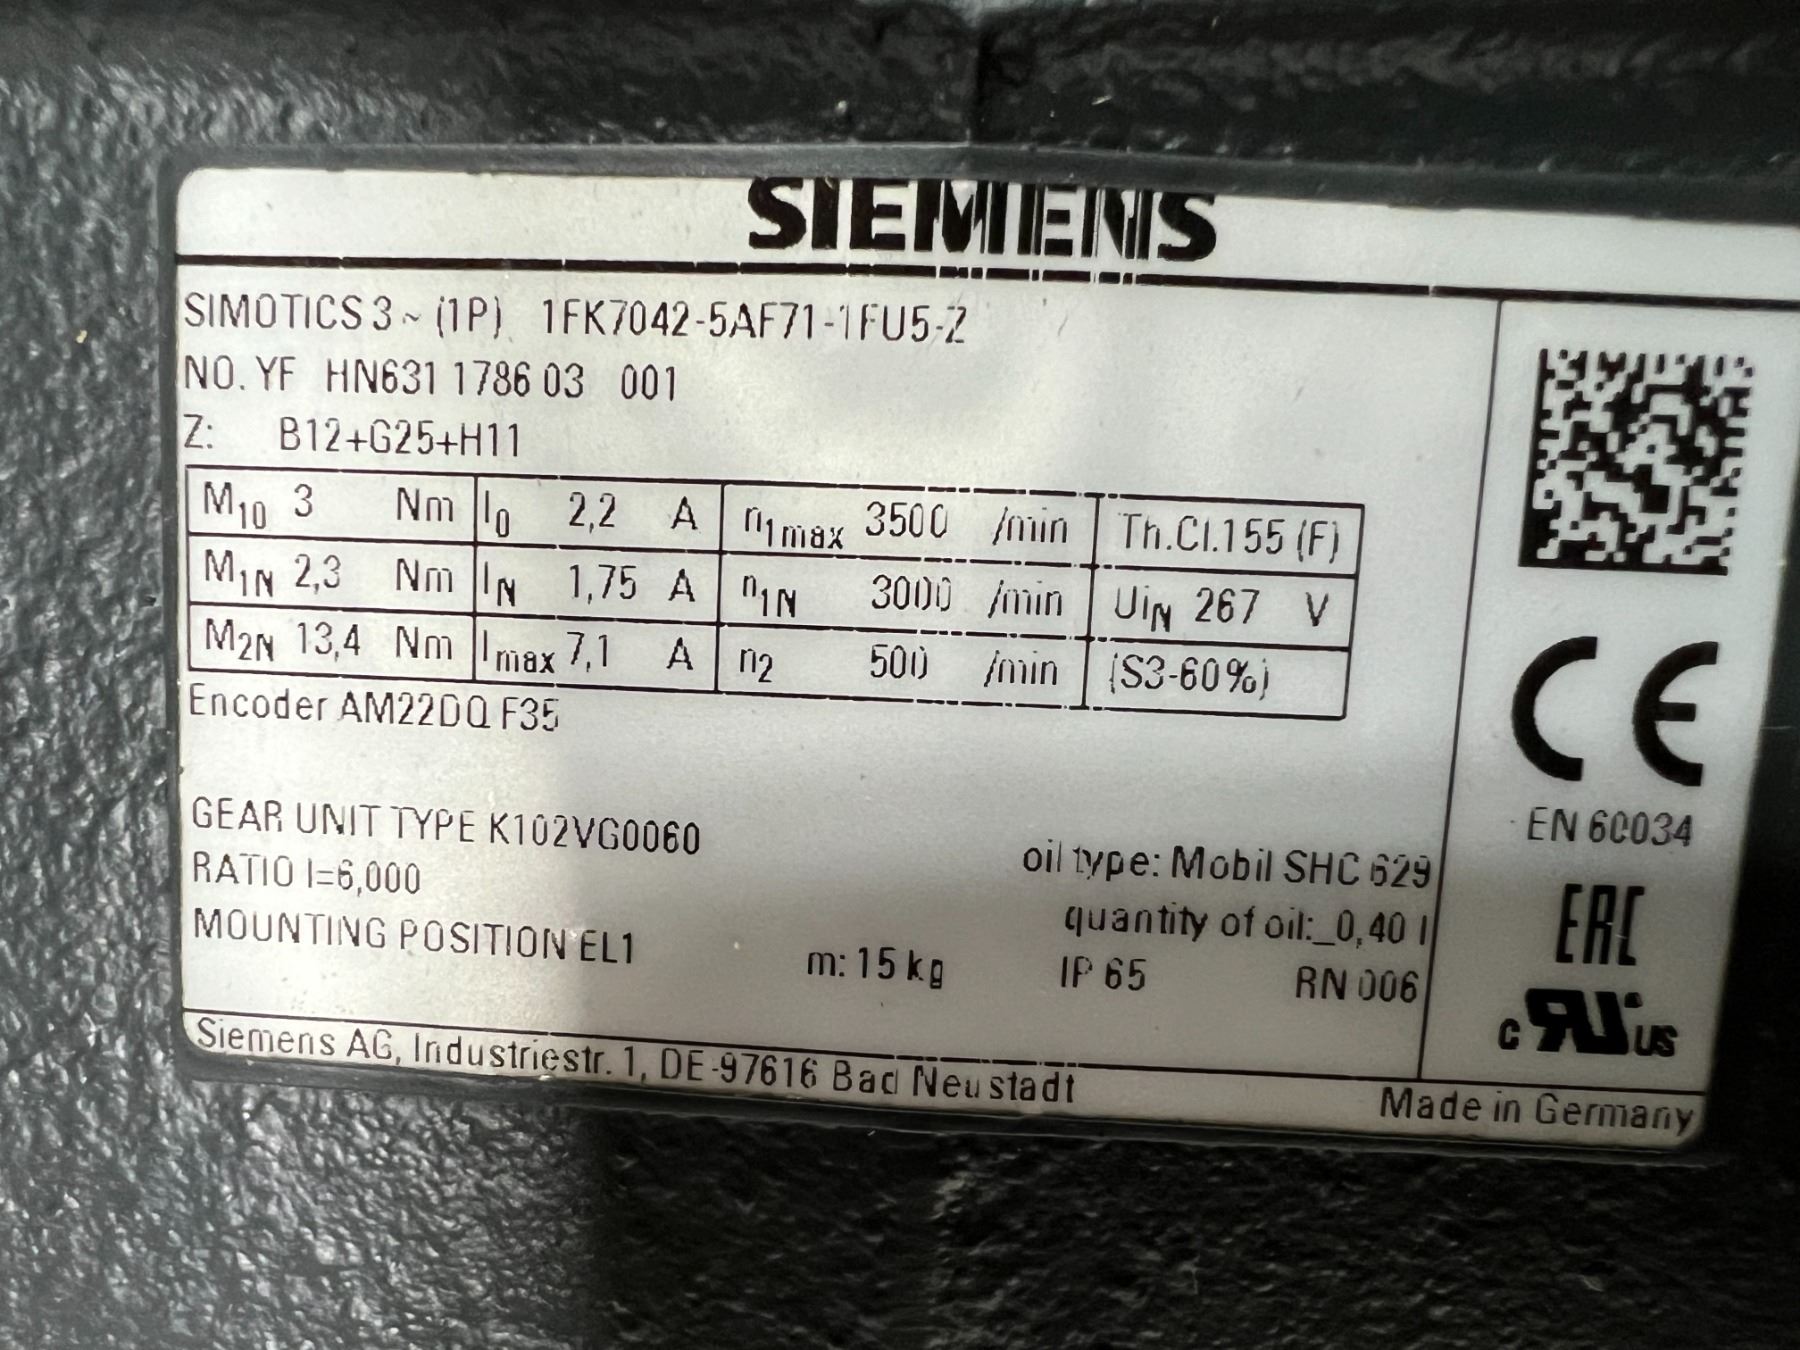 SIEMENS
SIMOTICS 3~ (1P) 1FK7042-5AF71-1FU5-Z
NO. YF HN631 1786 03 001
Z: B12+G25+H11
M10 3 Nm I0 2,2 A n1max 3500 /min Th.Cl.155 (F)
M1N 2,3 Nm IN 1,75 A n1N 3000 /min UiN 267 V
M2N 13,4 Nm Imax 7,1 A n2 500 /min (S3-60%)
Encoder AM22DQ F35
GEAR UNIT TYPE K102VG0060
RATIO I=6,000
MOUNTING POSITION EL1
m: 15 kg
oil type: Mobil SHC 629
quantity of oil:_0,40 l
IP 65 RN 006
CE
EN 60034
EAC
c RU US
Siemens AG, Industriestr. 1, DE-97616 Bad Neustadt
Made in Germany